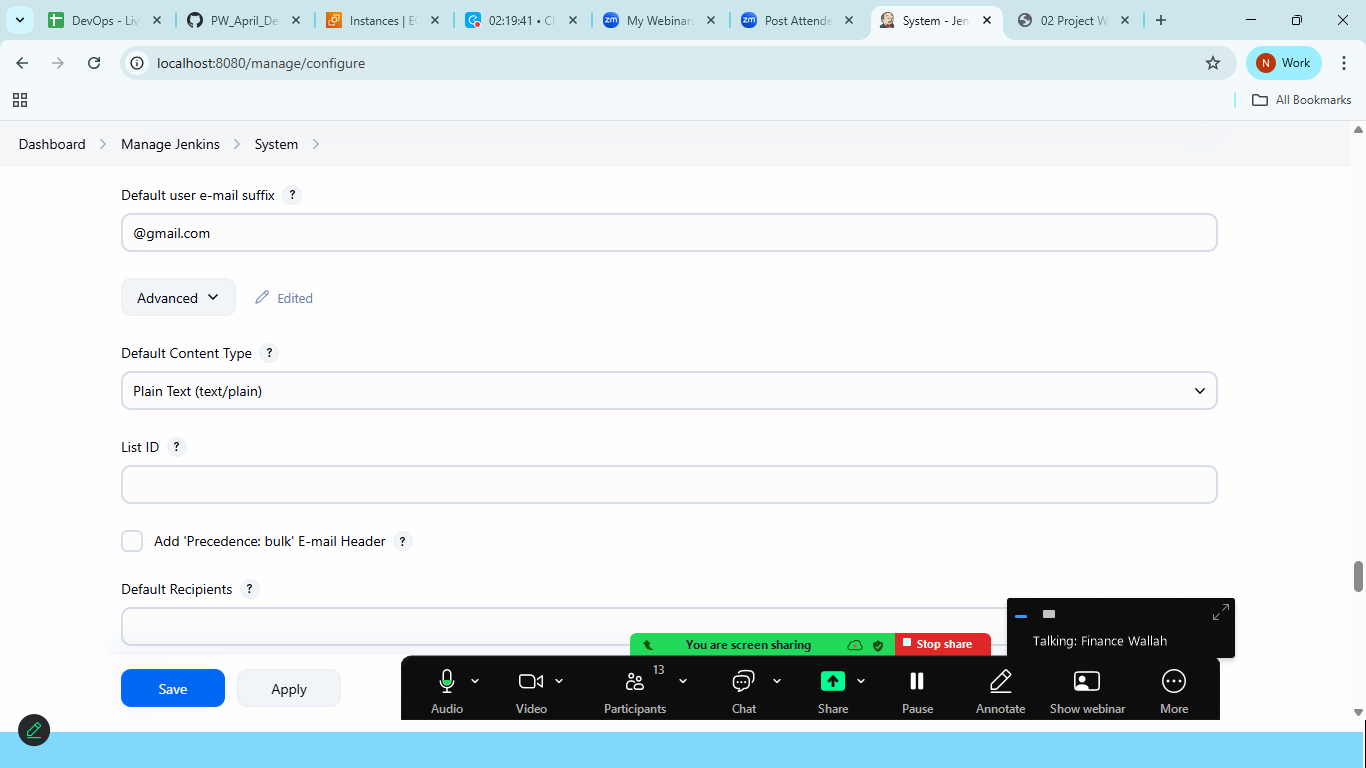 DevOps - Liv
PW_April_De
Instances | EC
02:19:41 • Cl
My Webinars
Post Attende
System - Jen
02 Project W
localhost:8080/manage/configure
N
Work
All Bookmarks
Dashboard
Manage Jenkins
System
Default user e-mail suffix ?
@gmail.com
Advanced
Edited
Default Content Type ?
Plain Text (text/plain)
List ID ?
Add 'Precedence: bulk' E-mail Header ?
Default Recipients ?
Talking: Finance Wallah
You are screen sharing
Stop share
Save
Apply
13
Audio
Video
Participants
Chat
Share
Pause
Annotate
Show webinar
More